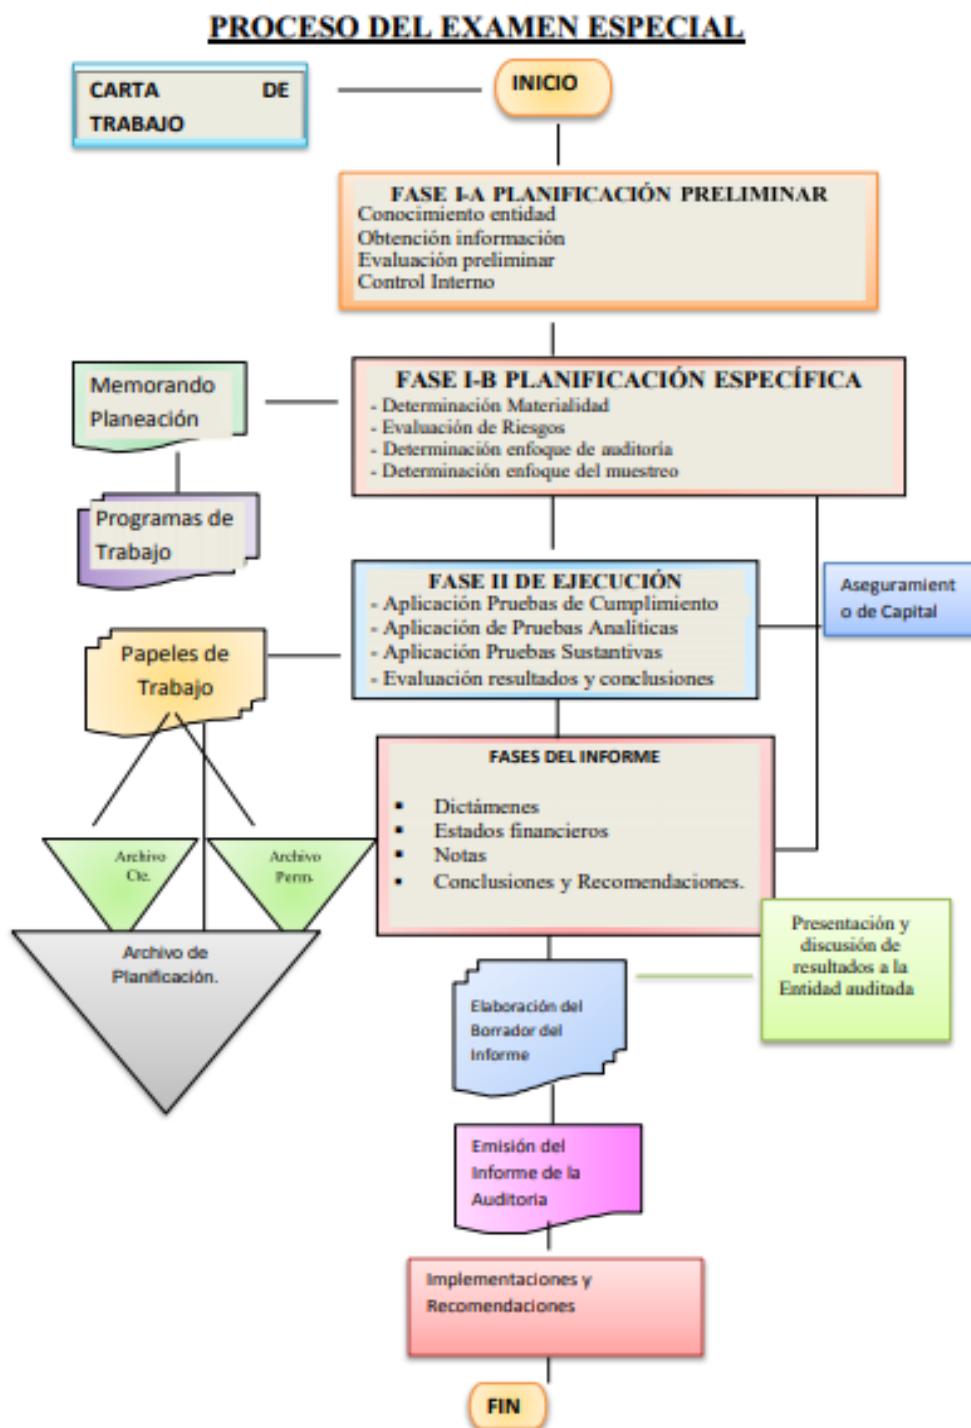 PROCESO DEL EXAMEN ESPECIAL
CARTA DE
TRABAJO
INICIO
FASE I-A PLANIFICACIÓN PRELIMINAR
Conocimiento entidad
Obtención información
Evaluación preliminar
Control Interno
Memorando
Planeación
FASE I-B PLANIFICACIÓN ESPECÍFICA
- Determinación Materialidad
- Evaluación de Riesgos
- Determinación enfoque de auditoría
- Determinación enfoque del muestreo
Programas de
Trabajo
FASE II DE EJECUCIÓN
- Aplicación Pruebas de Cumplimiento
- Aplicación de Pruebas Analíticas
- Aplicación Pruebas Sustantivas
- Evaluación resultados y conclusiones
Aseguramient
o de Capital
Papeles de
Trabajo
FASES DEL INFORME
▪ Dictámenes
▪ Estados financieros
▪ Notas
▪ Conclusiones y Recomendaciones.
Archivo
Cte.
Archivo
Perm.
Archivo de
Planificación.
Presentación y
discusión de
resultados a la
Entidad auditada
Elaboración del
Borrador del
Informe
Emisión del
Informe de la
Auditoria
Implementaciones y
Recomendaciones
FIN